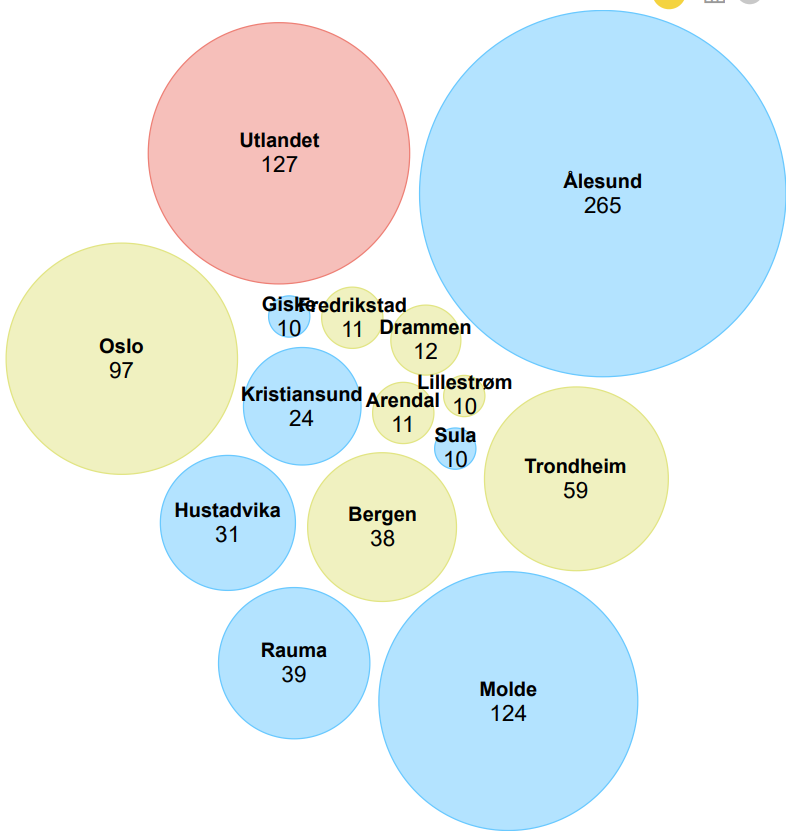 Utlandet
127
Ålesund
265
Giske
10
Fredrikstad
11
Drammen
12
Oslo
97
Kristiansund
24
Arendal
11
Lillestrøm
10
Sula
10
Trondheim
59
Hustadvika
31
Bergen
38
Rauma
39
Molde
124